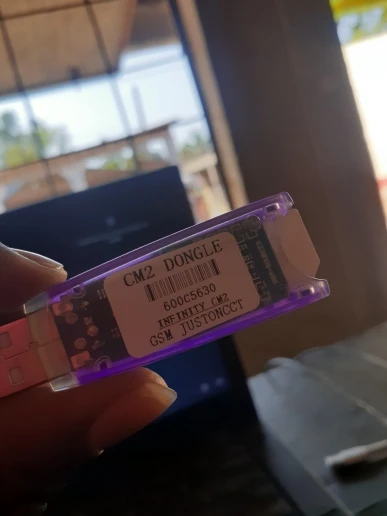 CM2 DONGLE
600C5630
INFINITY CM2
GSM JUSTONCCT